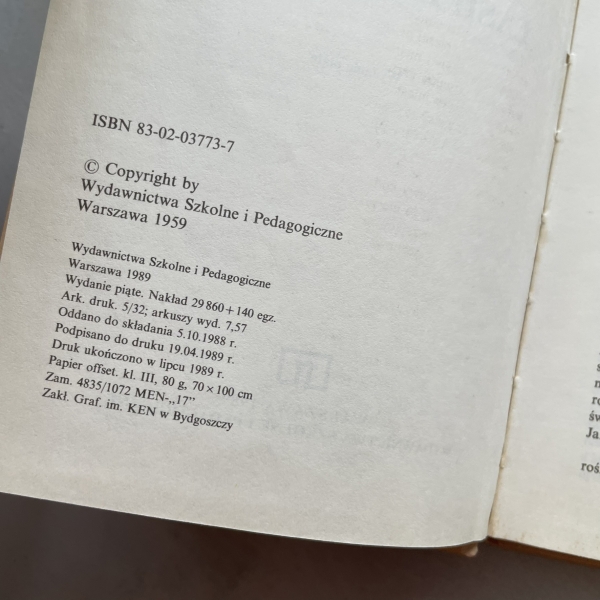 ISBN 83-02-03773-7
© Copyright by
Wydawnictwa Szkolne i Pedagogiczne
Warszawa 1959
Wydawnictwa Szkolne i Pedagogiczne
Warszawa 1989
Wydanie piąte. Nakład 29 860 + 140 egz.
Ark. druk. 5/32; arkuszy wyd. 7,57
Oddano do składania 5.10.1988 r.
Podpisano do druku 19.04.1989 r.
Druk ukończono w lipcu 1989 r.
Papier offset. kl. III, 80 g, 70 × 100 cm
Zam. 4835/1072 MEN-„17”
Zakł. Graf. im. KEN w Bydgoszczy